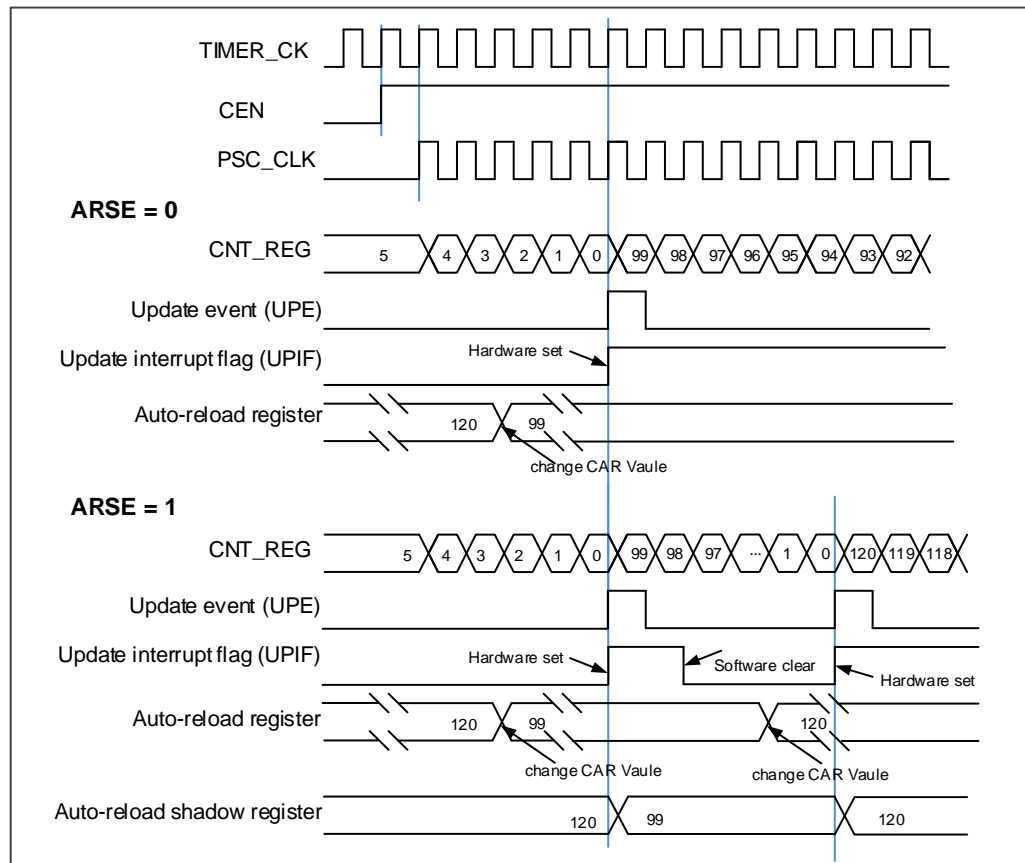 TIMER_CK
CEN
PSC_CLK
ARSE = 0
CNT_REG 5 4 3 2 1 0 99 98 97 96 95 94 93 92
Update event (UPE)
Update interrupt flag (UPIF) Hardware set
Auto-reload register 120 99
change CAR Vaule
ARSE = 1
CNT_REG 5 4 3 2 1 0 99 98 97 ... 1 0 120 119 118
Update event (UPE)
Update interrupt flag (UPIF) Hardware set Software clear Hardware set
Auto-reload register 120 99 120
change CAR Vaule change CAR Vaule
Auto-reload shadow register 120 99 120